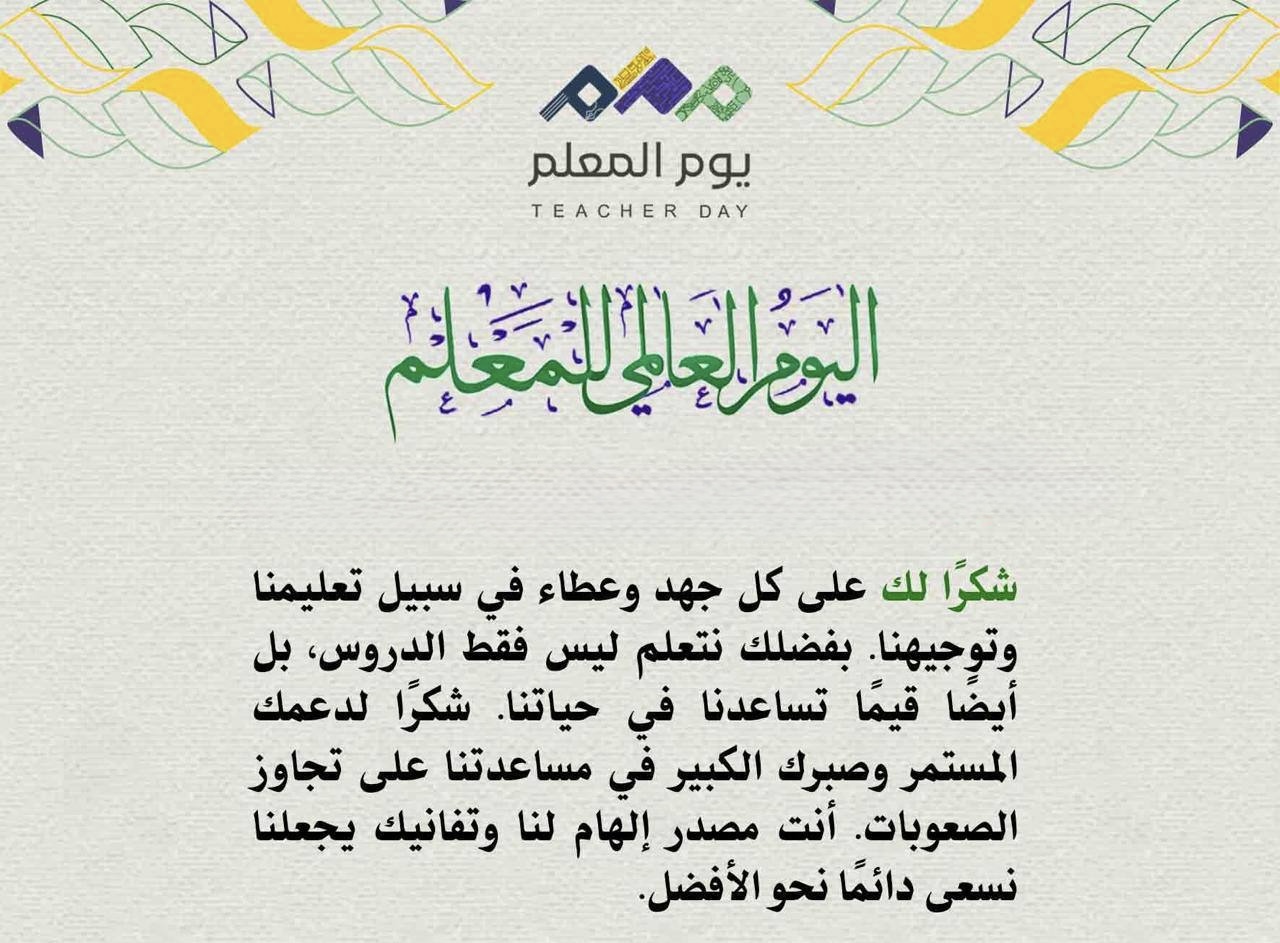 يوم المعلم
TEACHER DAY
اليوم العالمي للمعلم
شكرًا لك على كل جهد وعطاء في سبيل تعليمنا
وتوجيهنا. بفضلك نتعلم ليس فقط الدروس، بل
أيضًا قيمًا تساعدنا في حياتنا. شكرًا لدعمك
المستمر وصبرك الكبير في مساعدتنا على تجاوز
الصعوبات. أنت مصدر إلهام لنا وتفانيك يجعلنا
نسعى دائمًا نحو الأفضل.